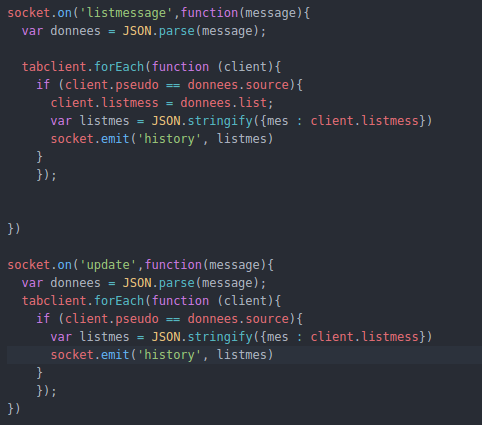 socket.on('listmessage',function(message){
  var donnees = JSON.parse(message);
  tabclient.forEach(function (client){
    if (client.pseudo == donnees.source){
      client.listmess = donnees.list;
      var listmes = JSON.stringify({mes : client.listmess})
      socket.emit('history', listmes)
    }
    });
})
socket.on('update',function(message){
  var donnees = JSON.parse(message);
  tabclient.forEach(function (client){
    if (client.pseudo == donnees.source){
      var listmes = JSON.stringify({mes : client.listmess})
      socket.emit('history', listmes)
    }
    });
})